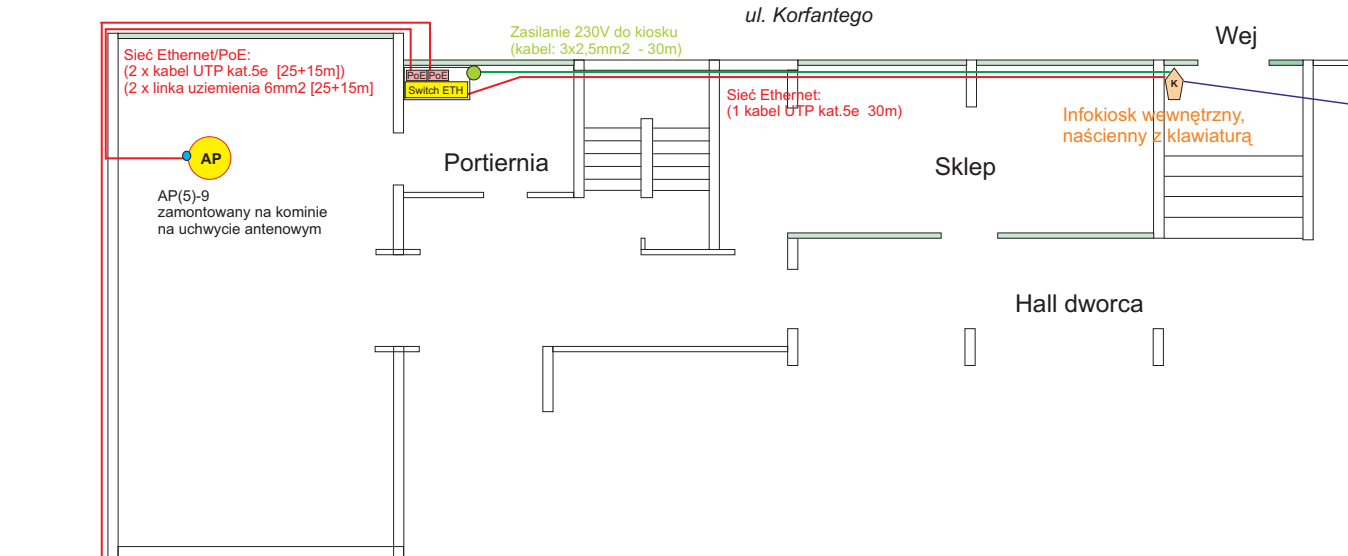 ul. Korfantego
Wej
Zasilanie 230V do kiosku
(kabel: 3x2,5mm2 - 30m)
Sieć Ethernet/PoE:
(2 x kabel UTP kat.5e [25+15m])
(2 x linka uziemienia 6mm2 [25+15m]
PoE PoE
Switch ETH
K
Sieć Ethernet:
(1 kabel UTP kat.5e 30m)
Infokiosk wewnętrzny,
naścienny z klawiaturą
AP
Portiernia
Sklep
AP(5)-9
zamontowany na kominie
na uchwycie antenowym
Hall dworca